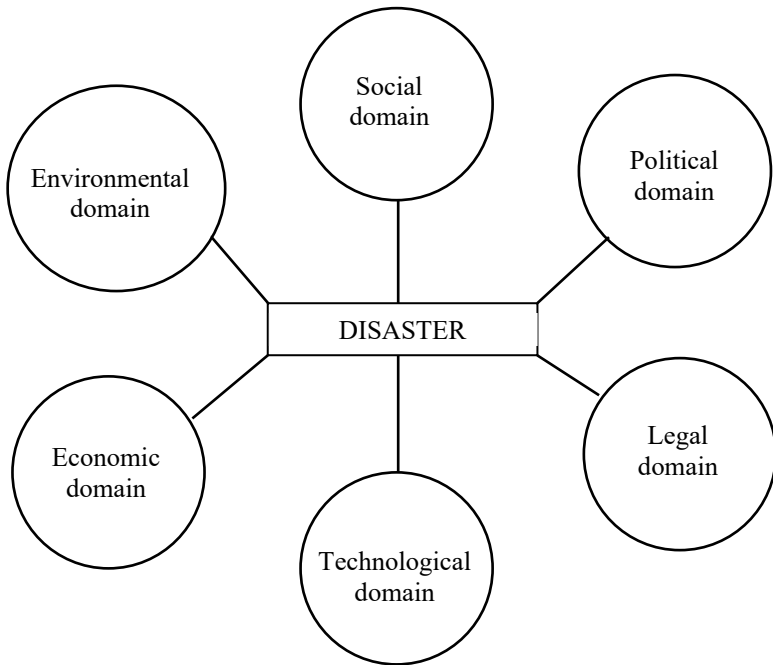 Social
domain
Political
domain
Environmental
domain
DISASTER
Legal
domain
Economic
domain
Technological
domain